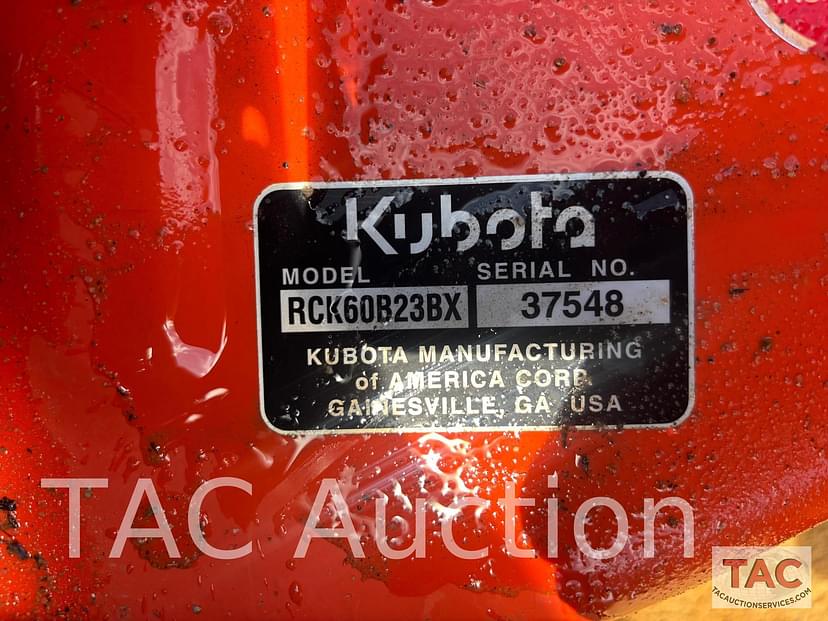 Kubota
MODEL SERIAL NO.
RCK60B23BX 37548
KUBOTA MANUFACTURING
of AMERICA CORP.
GAINESVILLE, GA USA
TAC Auction
TAC
TACAUCTIONSERVICES.COM